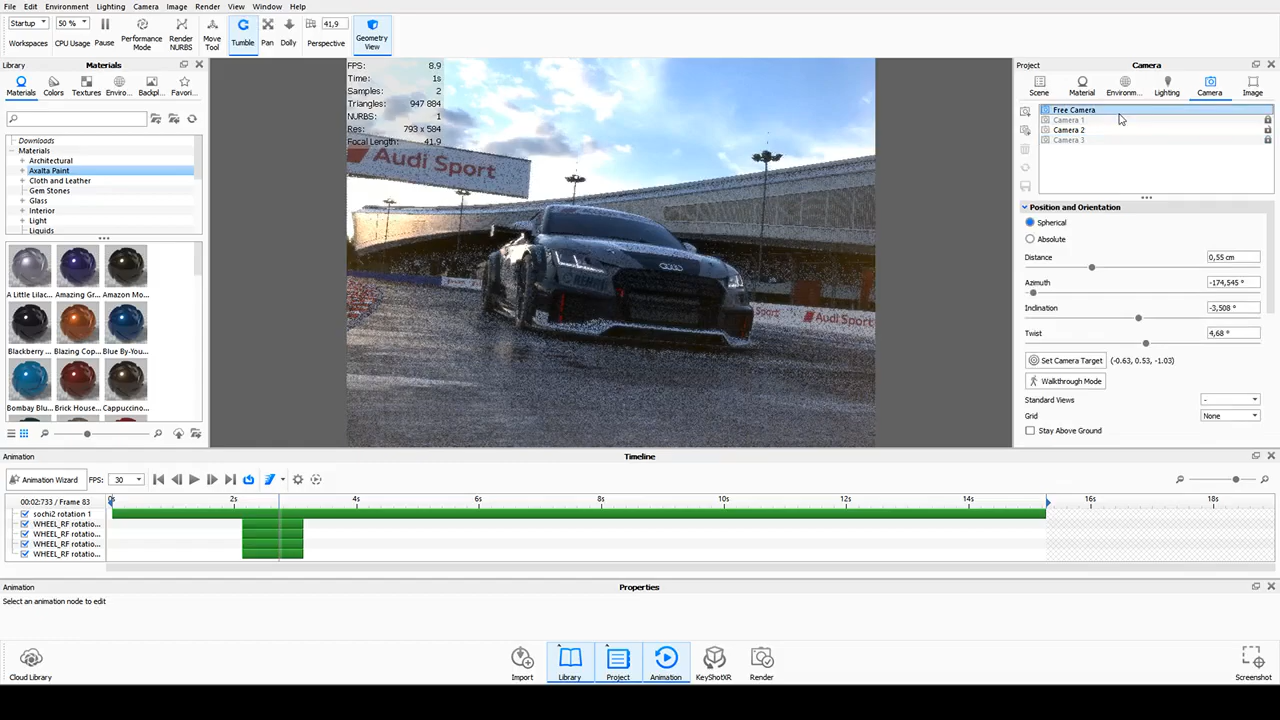 File Edit Environment Lighting Camera Image Render View Window Help
Startup 50 % 41,9
Workspaces CPU Usage Pause Performance Mode Render NURBS Move Tool Tumble Pan Dolly Perspective Geometry View
Library Materials
Materials Colors Textures Enviro... Backpl... Favori...
Downloads
Materials
Architectural
Axalta Paint
Cloth and Leather
Gem Stones
Glass
Interior
Light
Liquids
A Little Lilac... Amazing Gr... Amazon Mo...
Blackberry ... Blazing Cop... Blue By-You...
Bombay Blu... Brick House... Cappuccino...
FPS: 8.9
Time: 1s
Samples: 2
Triangles: 947 884
NURBS: 1
Res: 793 x 584
Focal Length: 41.9
Audi Sport
Audi Sport
Project Camera
Scene Material Environm... Lighting Camera Image
Free Camera
Camera 1
Camera 2
Camera 3
Position and Orientation
Spherical
Absolute
Distance 0,55 cm
Azimuth -174,545 °
Inclination -3,508 °
Twist 4,68 °
Set Camera Target (-0.63, 0.53, -1.03)
Walkthrough Mode
Standard Views -
Grid None
Stay Above Ground
Animation Timeline
Animation Wizard FPS: 30
00:02:733 / Frame 83 0s 2s 4s 6s 8s 10s 12s 14s 16s 18s
sochi2 rotation 1
WHEEL_RF rotatio...
WHEEL_RF rotatio...
WHEEL_RF rotatio...
WHEEL_RF rotatio...
Animation Properties
Select an animation node to edit
Cloud Library Import Library Project Animation KeyShotXR Render Screenshot